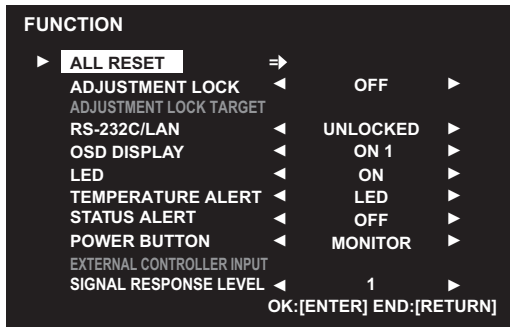 FUNCTION
ALL RESET
ADJUSTMENT LOCK OFF
ADJUSTMENT LOCK TARGET
RS-232C/LAN UNLOCKED
OSD DISPLAY ON 1
LED ON
TEMPERATURE ALERT LED
STATUS ALERT OFF
POWER BUTTON MONITOR
EXTERNAL CONTROLLER INPUT
SIGNAL RESPONSE LEVEL 1
OK:[ENTER] END:[RETURN]